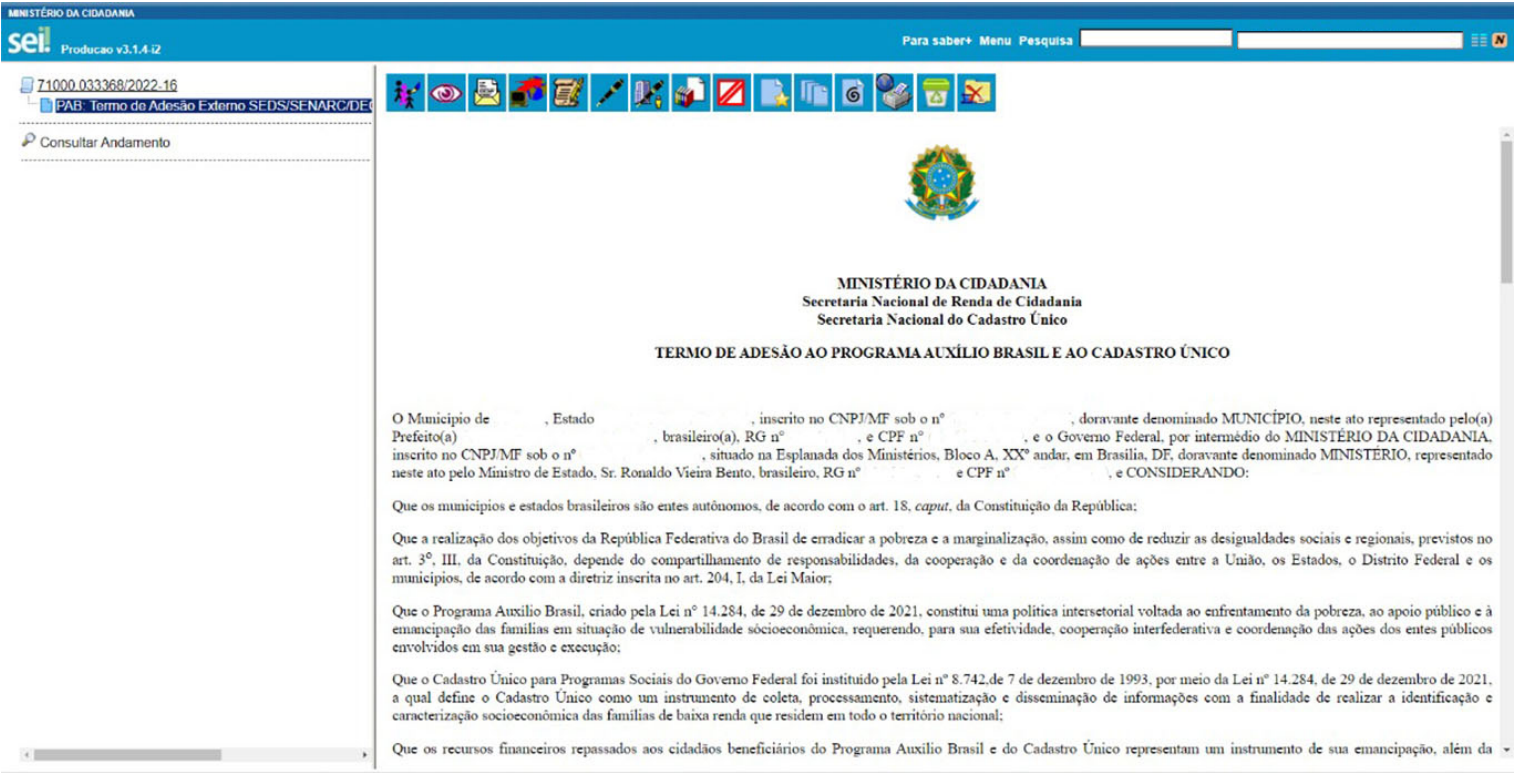 MINISTÉRIO DA CIDADANIA
sei! Producao v3.1.4-i2
Para saber+ Menu Pesquisa
71000.033368/2022-16
PAB: Termo de Adesão Externo SEDS/SENARC/DE
Consultar Andamento
MINISTÉRIO DA CIDADANIA
Secretaria Nacional de Renda de Cidadania
Secretaria Nacional do Cadastro Único
TERMO DE ADESÃO AO PROGRAMA AUXÍLIO BRASIL E AO CADASTRO ÚNICO
O Município de , Estado , inscrito no CNPJ/MF sob o nº , doravante denominado MUNICÍPIO, neste ato representado pelo(a)
Prefeito(a) , brasileiro(a), RG nº , e CPF nº , e o Governo Federal, por intermédio do MINISTÉRIO DA CIDADANIA,
inscrito no CNPJ/MF sob o nº , situado na Esplanada dos Ministérios, Bloco A, XXº andar, em Brasília, DF, doravante denominado MINISTÉRIO, representado
neste ato pelo Ministro de Estado, Sr. Ronaldo Vieira Bento, brasileiro, RG nº e CPF nº , e CONSIDERANDO:
Que os municípios e estados brasileiros são entes autônomos, de acordo com o art. 18, caput, da Constituição da República;
Que a realização dos objetivos da República Federativa do Brasil de erradicar a pobreza e a marginalização, assim como de reduzir as desigualdades sociais e regionais, previstos no
art. 3º, III, da Constituição, depende do compartilhamento de responsabilidades, da cooperação e da coordenação de ações entre a União, os Estados, o Distrito Federal e os
municípios, de acordo com a diretriz inscrita no art. 204, I, da Lei Maior;
Que o Programa Auxílio Brasil, criado pela Lei nº 14.284, de 29 de dezembro de 2021, constitui uma política intersetorial voltada ao enfrentamento da pobreza, ao apoio público e à
emancipação das famílias em situação de vulnerabilidade sócioeconômica, requerendo, para sua efetividade, cooperação interfederativa e coordenação das ações dos entes públicos
envolvidos em sua gestão e execução;
Que o Cadastro Único para Programas Sociais do Governo Federal foi instituído pela Lei nº 8.742,de 7 de dezembro de 1993, por meio da Lei nº 14.284, de 29 de dezembro de 2021,
a qual define o Cadastro Único como um instrumento de coleta, processamento, sistematização e disseminação de informações com a finalidade de realizar a identificação e
caracterização socioeconômica das famílias de baixa renda que residem em todo o território nacional;
Que os recursos financeiros repassados aos cidadãos beneficiários do Programa Auxílio Brasil e do Cadastro Único representam um instrumento de sua emancipação, além da